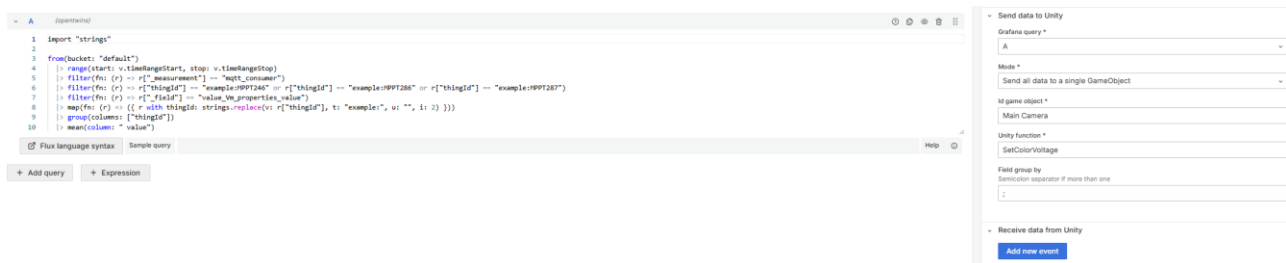 A (opentwins)
1 import "strings"
2
3 from(bucket: "default")
4 |> range(start: v.timeRangeStart, stop: v.timeRangeStop)
5 |> filter(fn: (r) => r["_measurement"] == "mqtt_consumer")
6 |> filter(fn: (r) => r["thingId"] == "example:MPPT246" or r["thingId"] == "example:MPPT286" or r["thingId"] == "example:MPPT287")
7 |> filter(fn: (r) => r["_field"] == "value_Vm_properties_value")
8 |> map(fn: (r) => ({ r with thingId: strings.replace(v: r["thingId"], t: "example:", u: "", i: 2) }))
9 |> group(columns: ["thingId"])
10 |> mean(column: "_value")
Flux language syntax Sample query Help
+ Add query + Expression
Send data to Unity
Grafana query *
A
Mode *
Send all data to a single GameObject
Id game object *
Main Camera
Unity function *
SetColorVoltage
Field group by
Semicolon separator if more than one
;
Receive data from Unity
Add new event